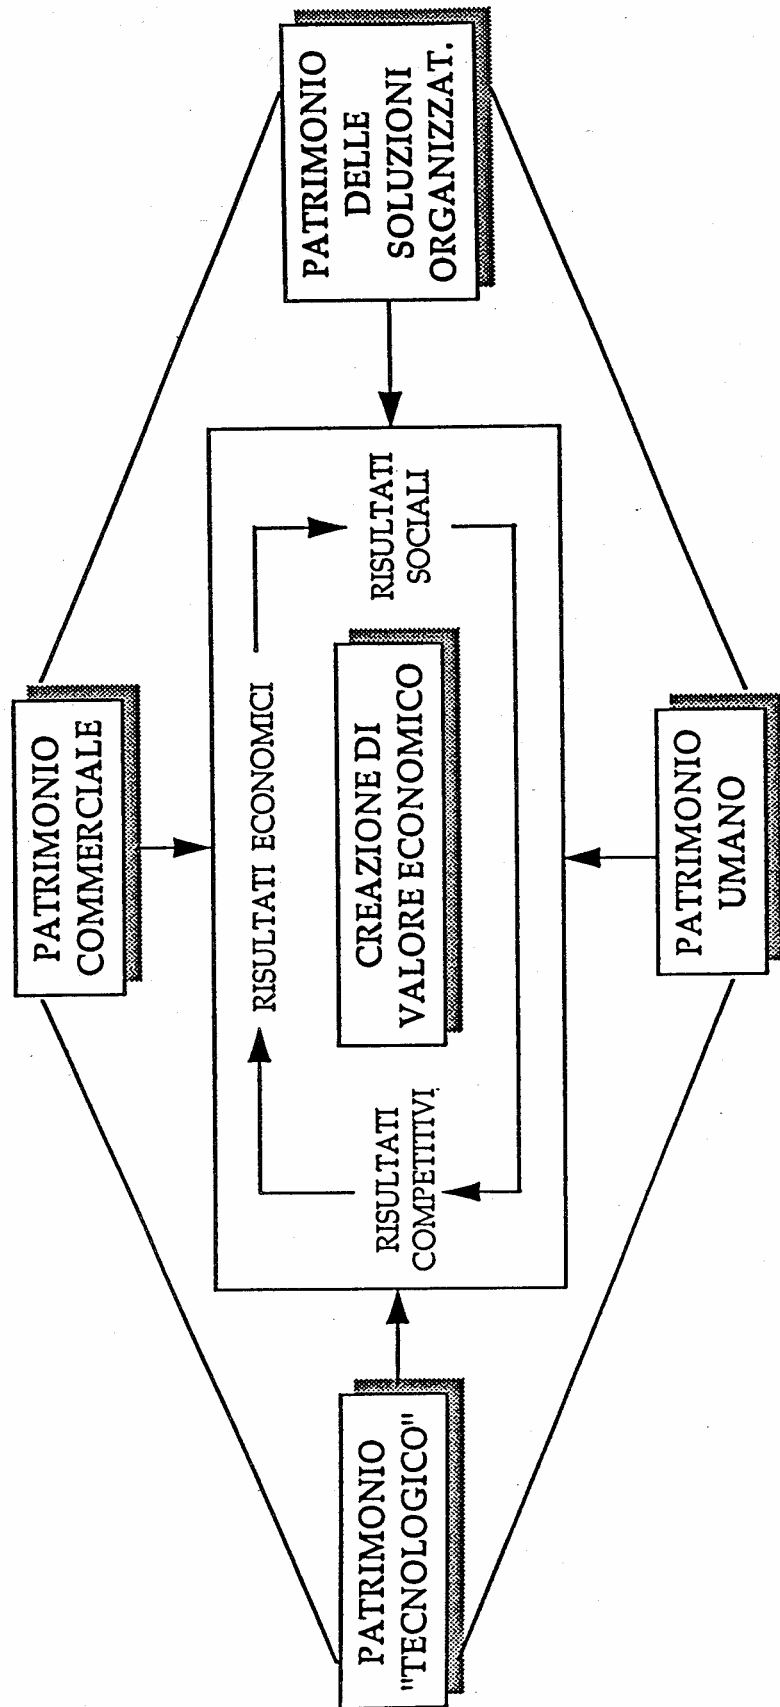 PATRIMONIO
COMMERCIALE
PATRIMONIO
"TECNOLOGICO"
RISULTATI ECONOMICI
RISULTATI
COMPETITIVI
CREAZIONE DI
VALORE ECONOMICO
RISULTATI
SOCIALI
PATRIMONIO
DELLE
SOLUZIONI
ORGANIZZAT.
PATRIMONIO
UMANO